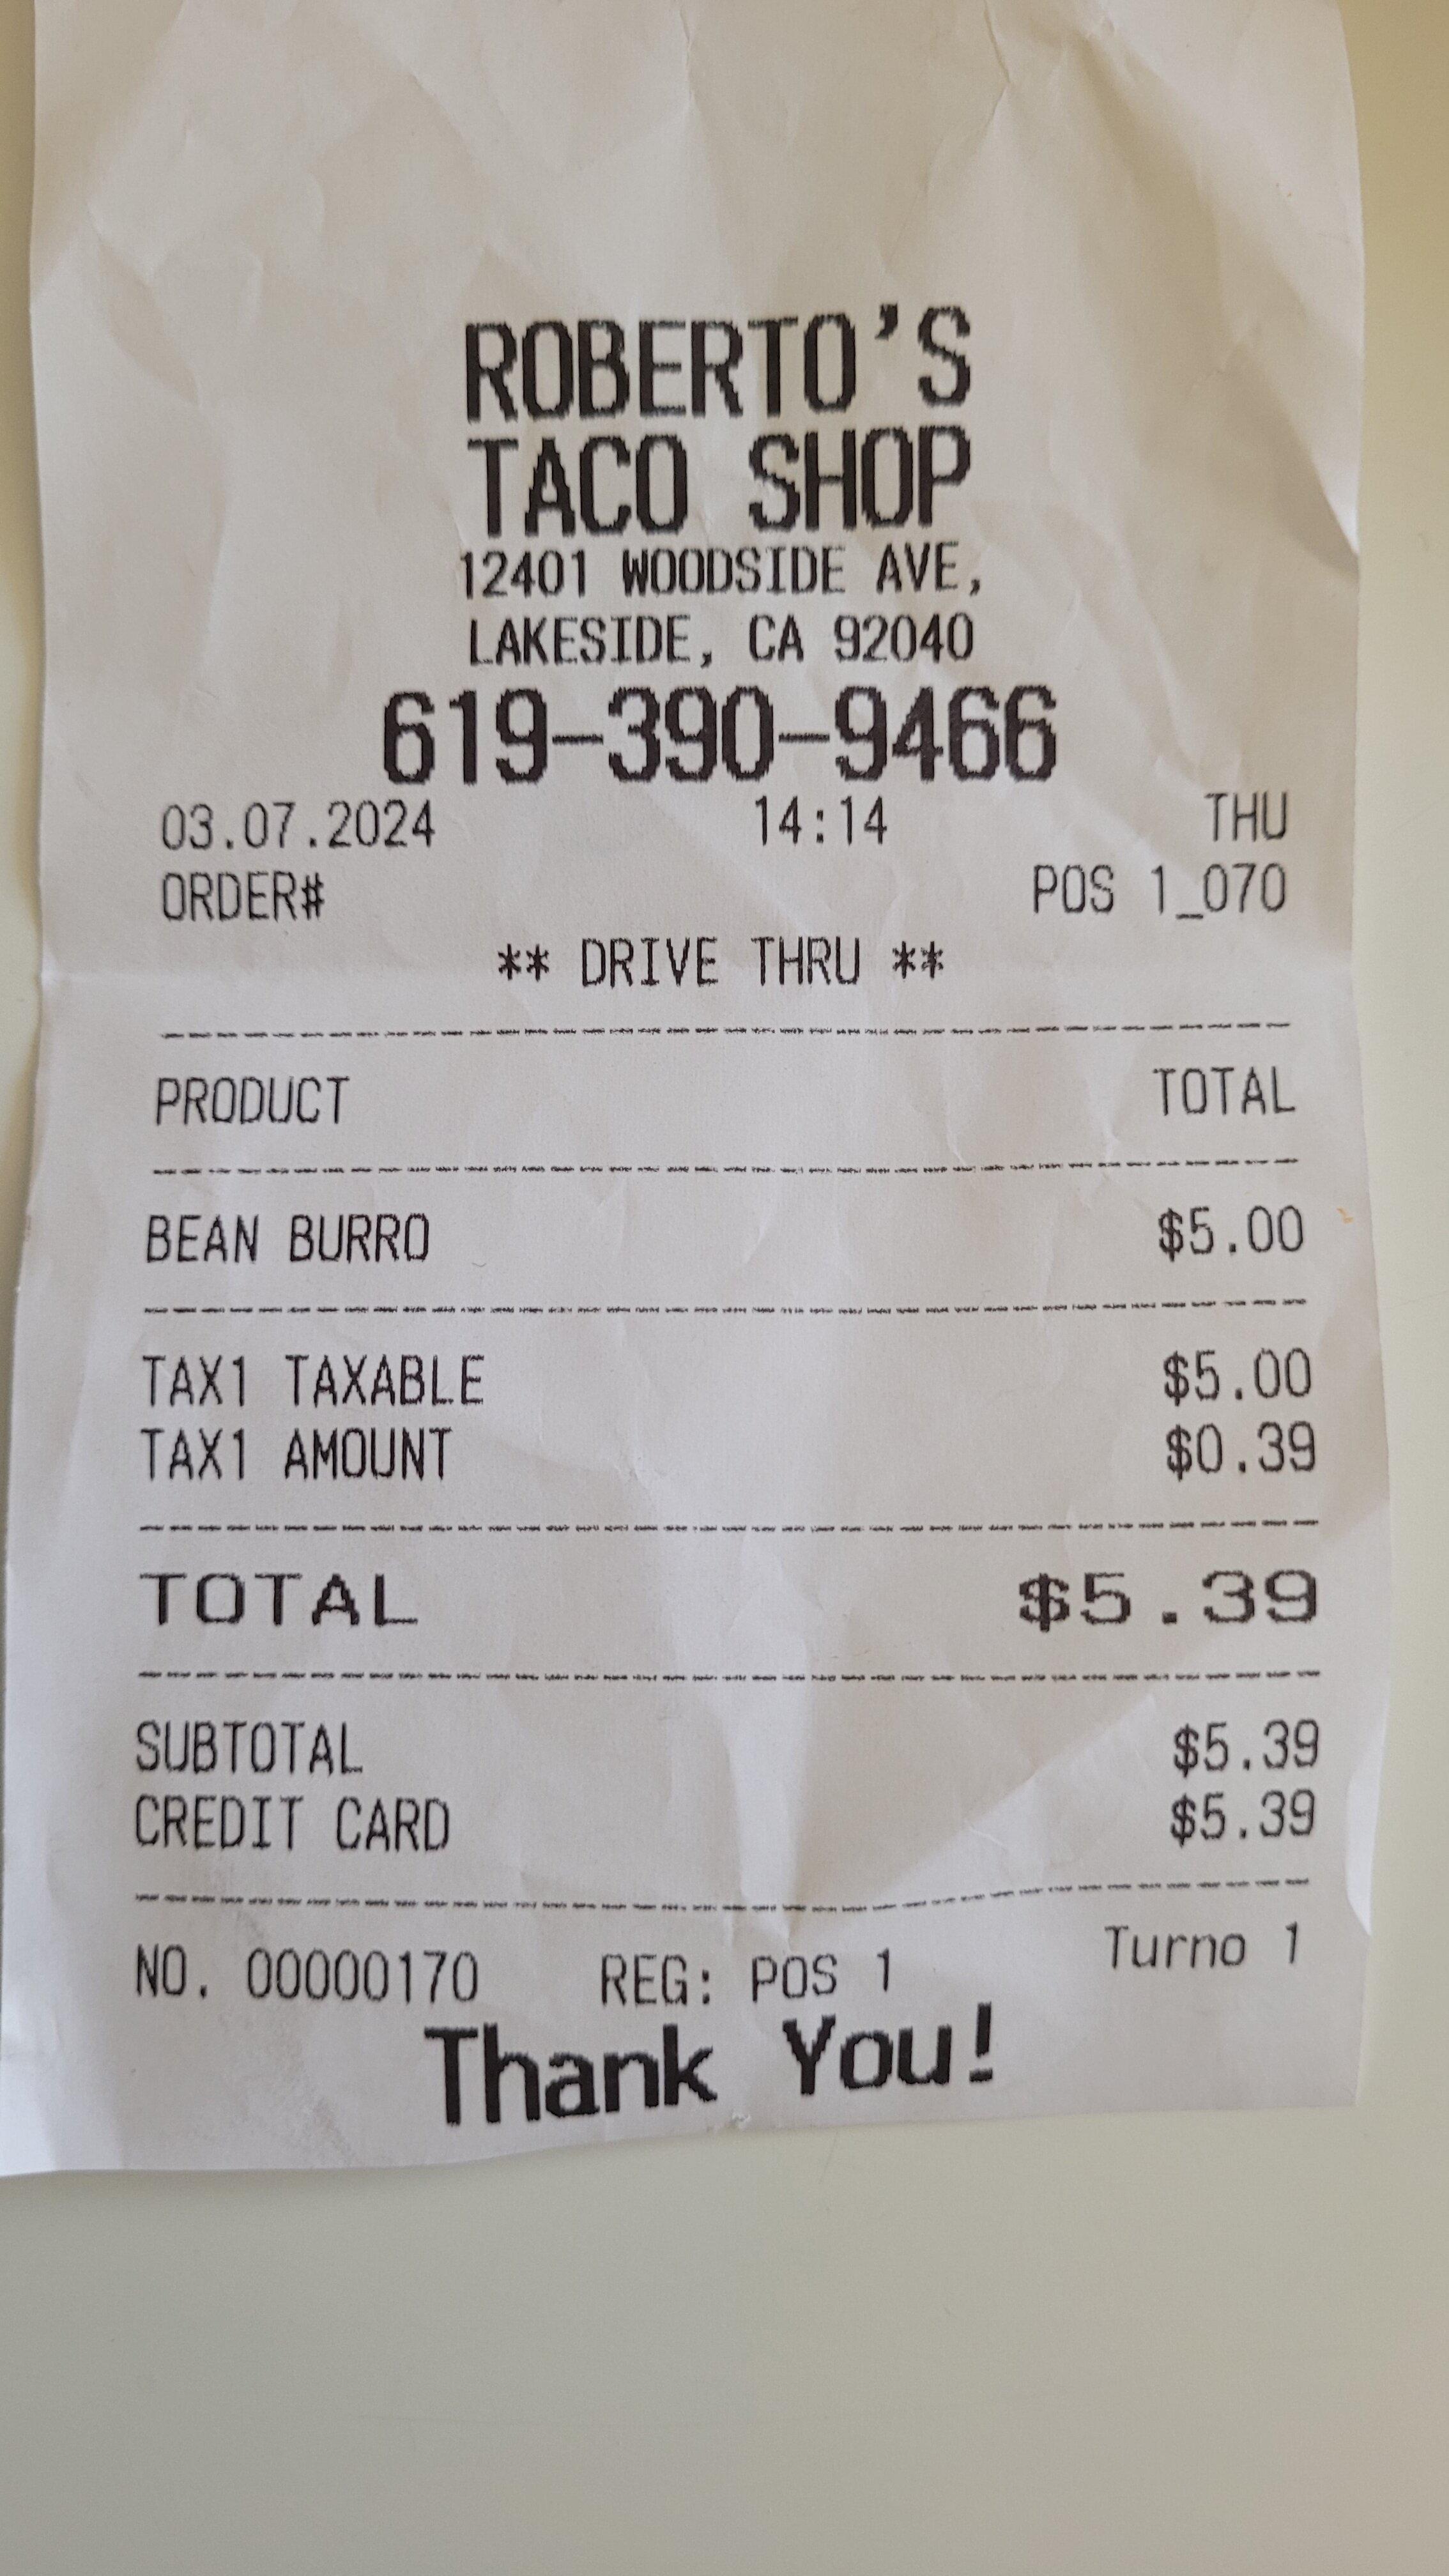 ROBERTO'S
TACO SHOP
12401 WOODSIDE AVE,
LAKESIDE, CA 92040
619-390-9466
03.07.2024 14:14 THU
ORDER# POS 1_070
** DRIVE THRU **
PRODUCT TOTAL
BEAN BURRO $5.00
TAX1 TAXABLE $5.00
TAX1 AMOUNT $0.39
TOTAL $5.39
SUBTOTAL $5.39
CREDIT CARD $5.39
NO. 00000170 REG: POS 1 Turno 1
Thank You!